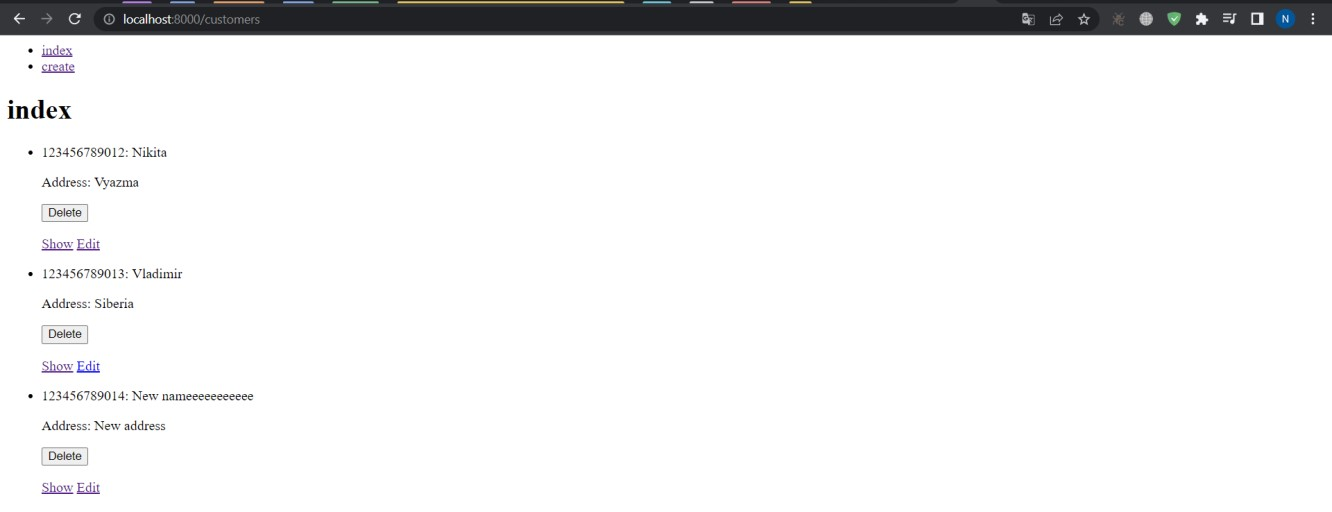 localhost:8000/customers
N
index
create
index
123456789012: Nikita
Address: Vyazma
Delete
Show Edit
123456789013: Vladimir
Address: Siberia
Delete
Show Edit
123456789014: New nameeeeeeeeeee
Address: New address
Delete
Show Edit